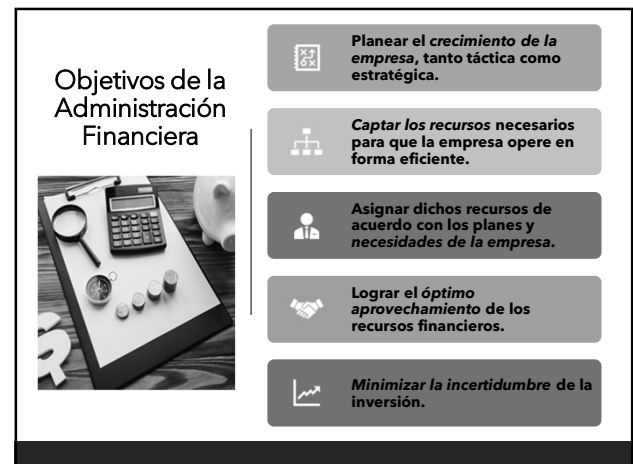 Objetivos de la
Administración
Financiera
Planear el crecimiento de la
empresa, tanto táctica como
estratégica.
Captar los recursos necesarios
para que la empresa opere en
forma eficiente.
Asignar dichos recursos de
acuerdo con los planes y
necesidades de la empresa.
Lograr el óptimo
aprovechamiento de los
recursos financieros.
Minimizar la incertidumbre de la
inversión.